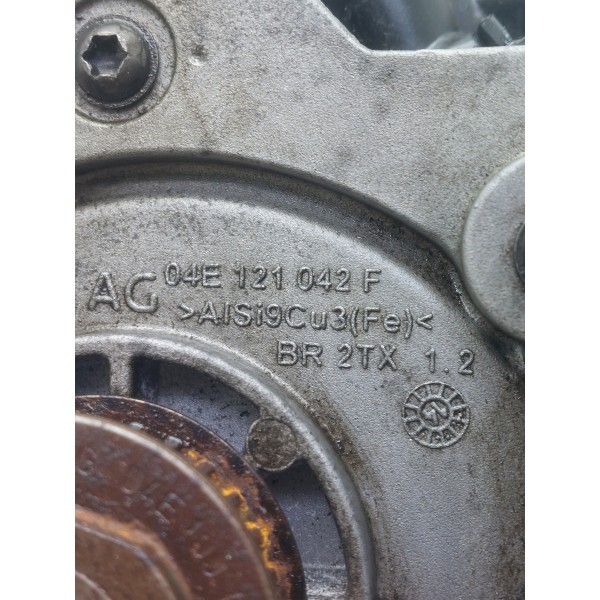 AG 04E 121 042 F
>AlSi9Cu3(Fe)<
BR 2TX 1.2